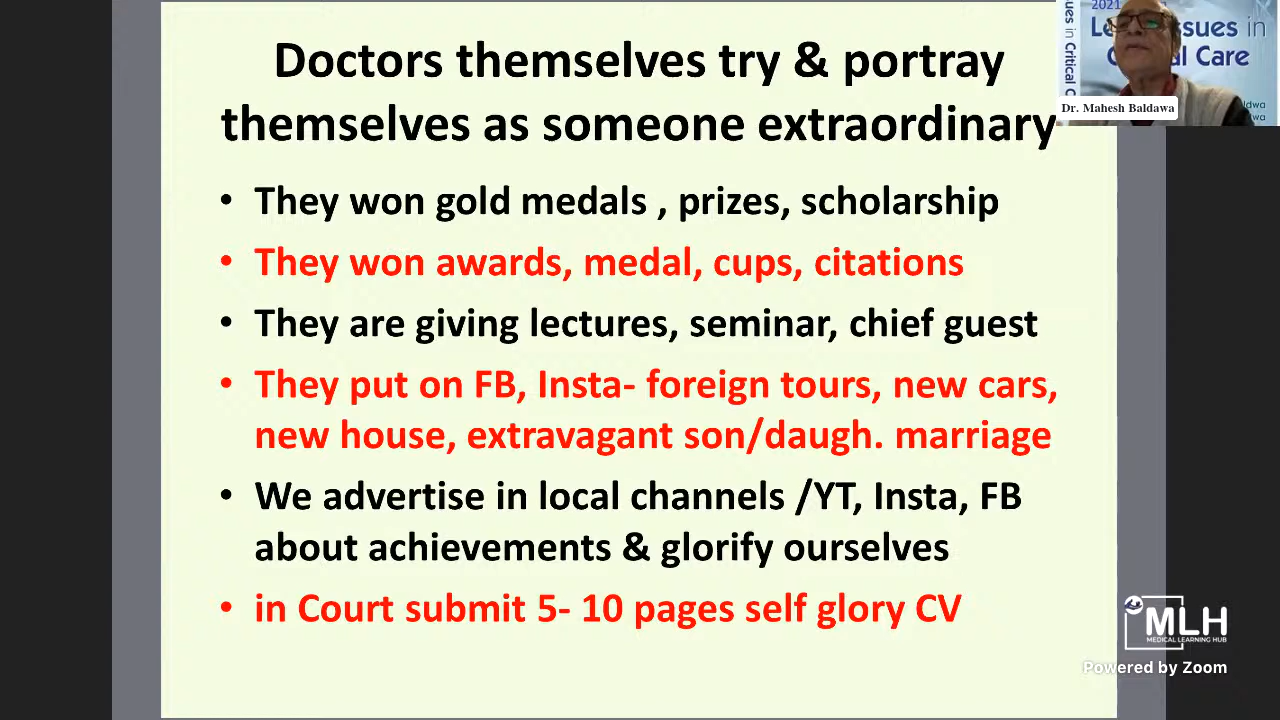 Doctors themselves try & portray
themselves as someone extraordinary
• They won gold medals , prizes, scholarship
• They won awards, medal, cups, citations
• They are giving lectures, seminar, chief guest
• They put on FB, Insta- foreign tours, new cars,
new house, extravagant son/daugh. marriage
• We advertise in local channels /YT, Insta, FB
about achievements & glorify ourselves
• in Court submit 5- 10 pages self glory CV
2021
in
Care
in Critical
Dr. Mahesh Baldawa
MLH
MEDICAL LEARNING HUB
Powered by Zoom